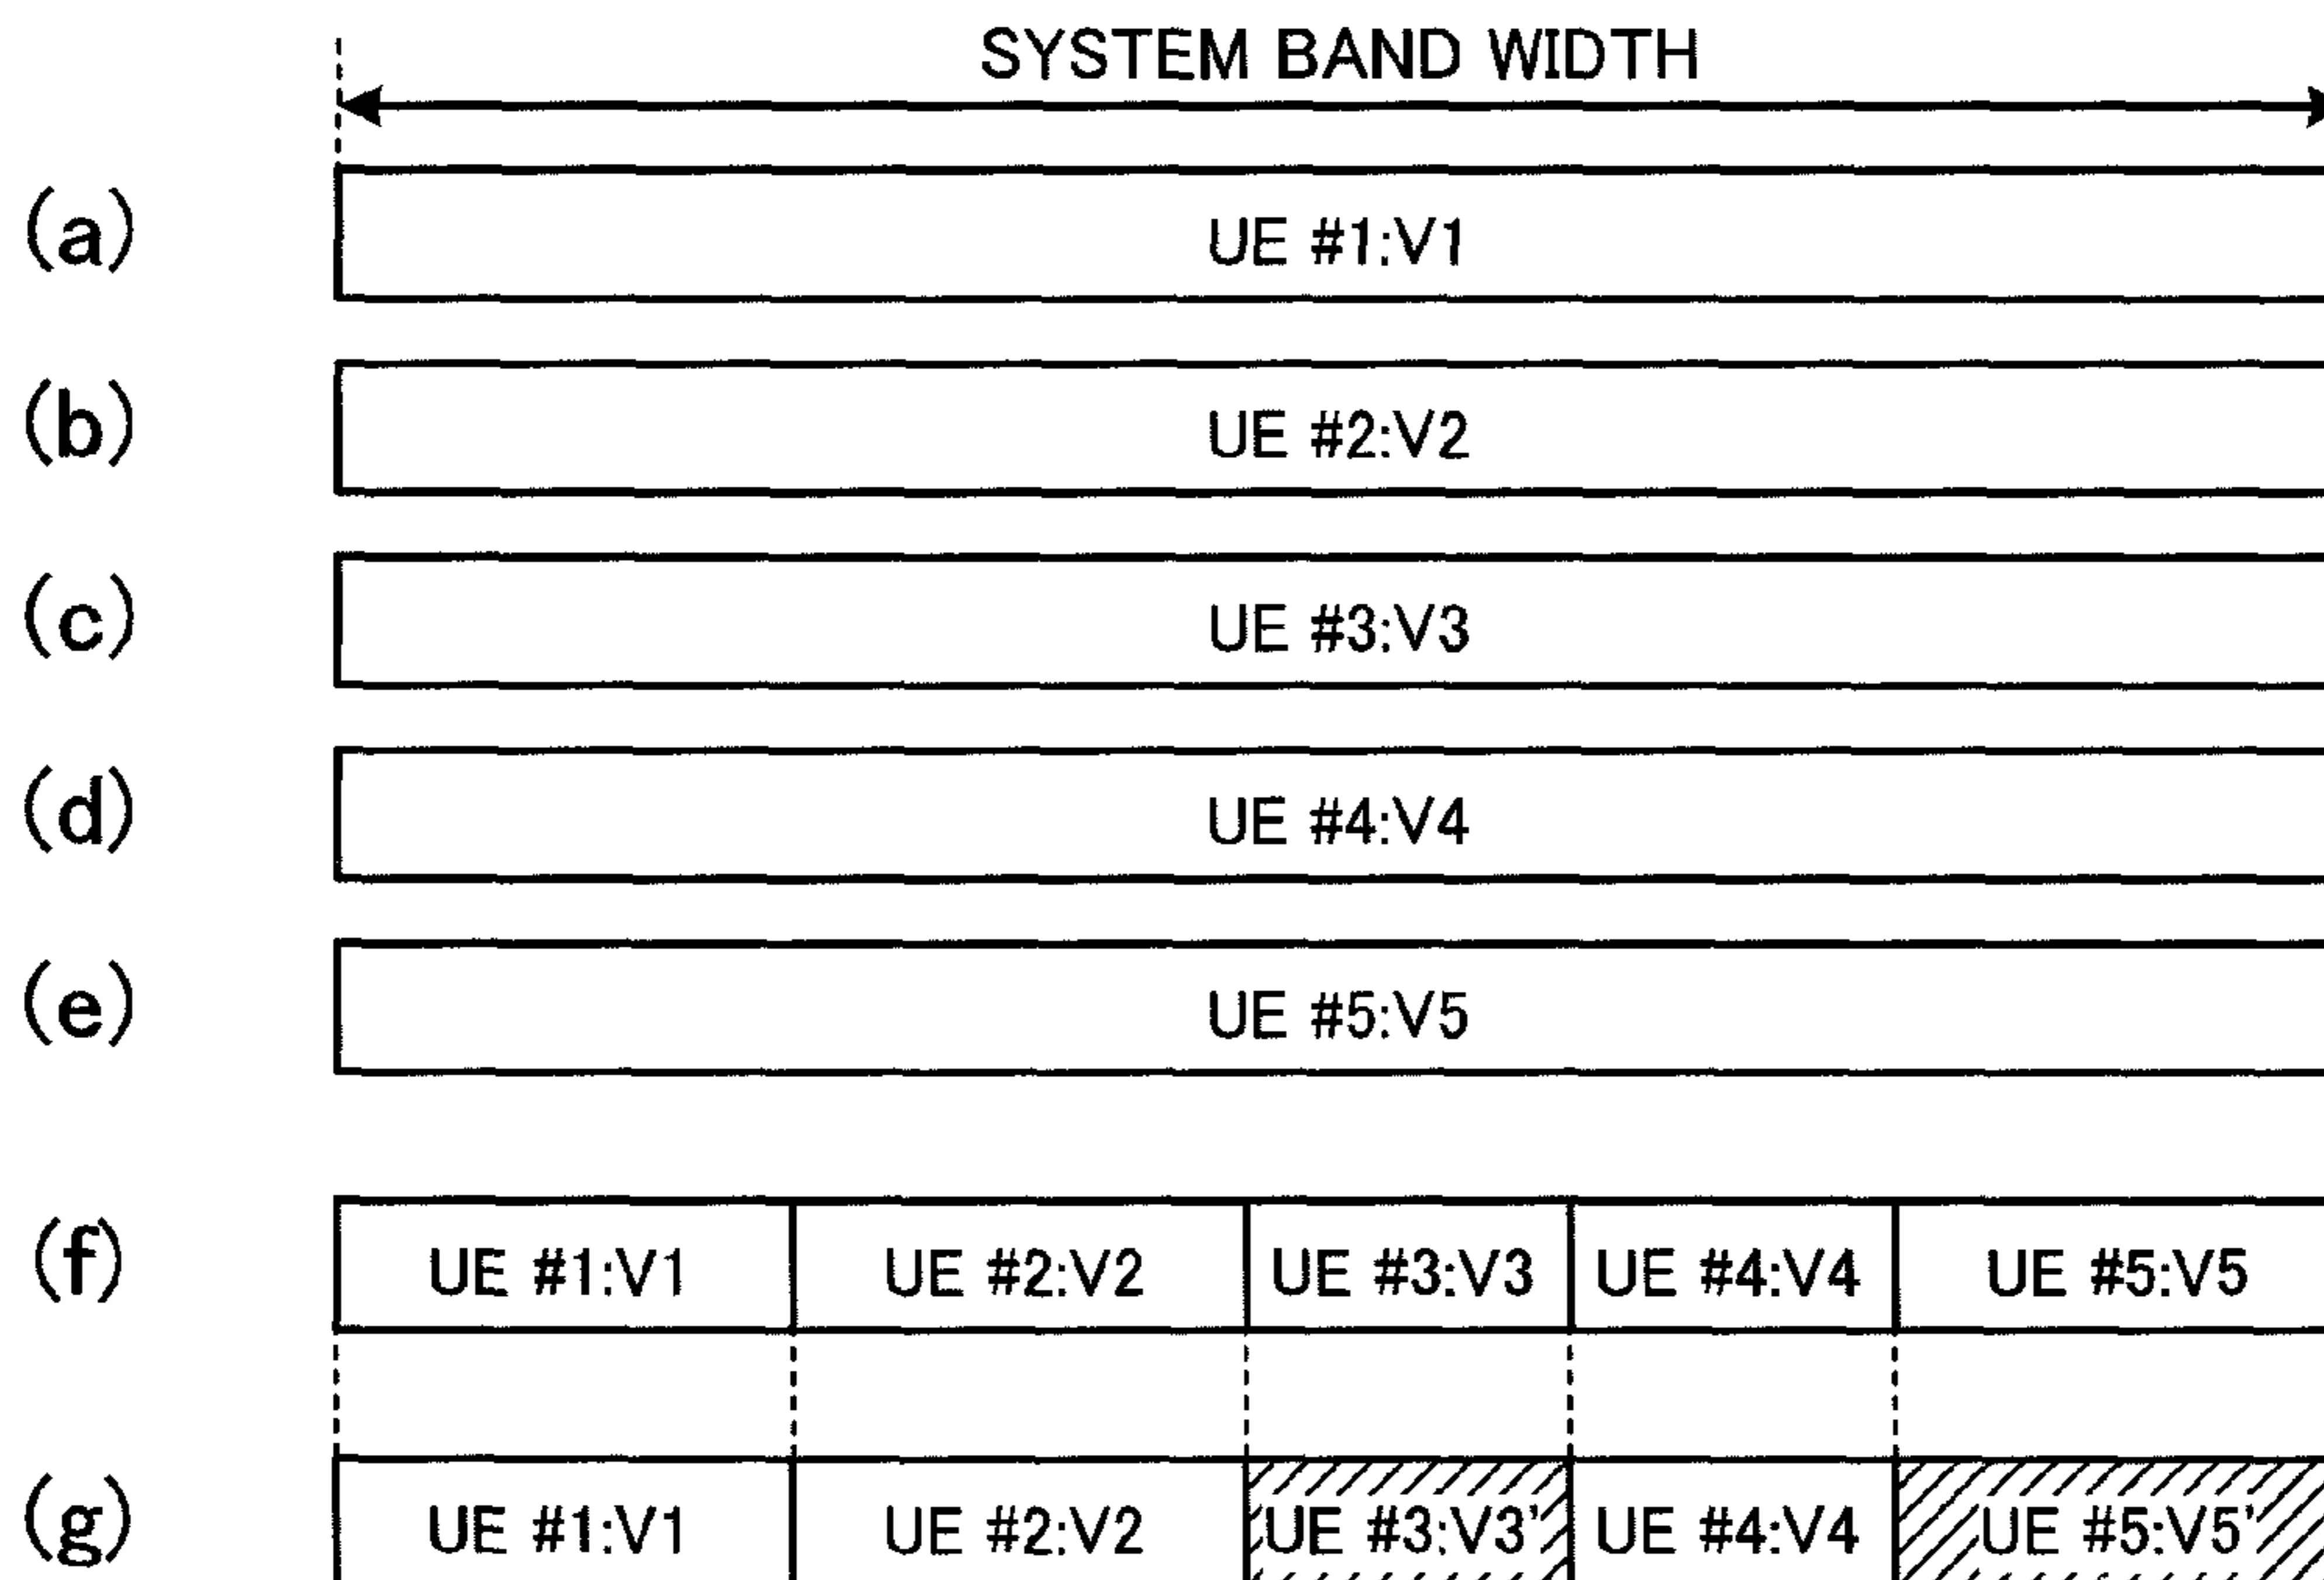 SYSTEM BAND WIDTH
(a) UE #1:V1
(b) UE #2:V2
(c) UE #3:V3
(d) UE #4:V4
(e) UE #5:V5
(f) UE #1:V1 UE #2:V2 UE #3:V3 UE #4:V4 UE #5:V5
(g) UE #1:V1 UE #2:V2 UE #3:V3' UE #4:V4 UE #5:V5'